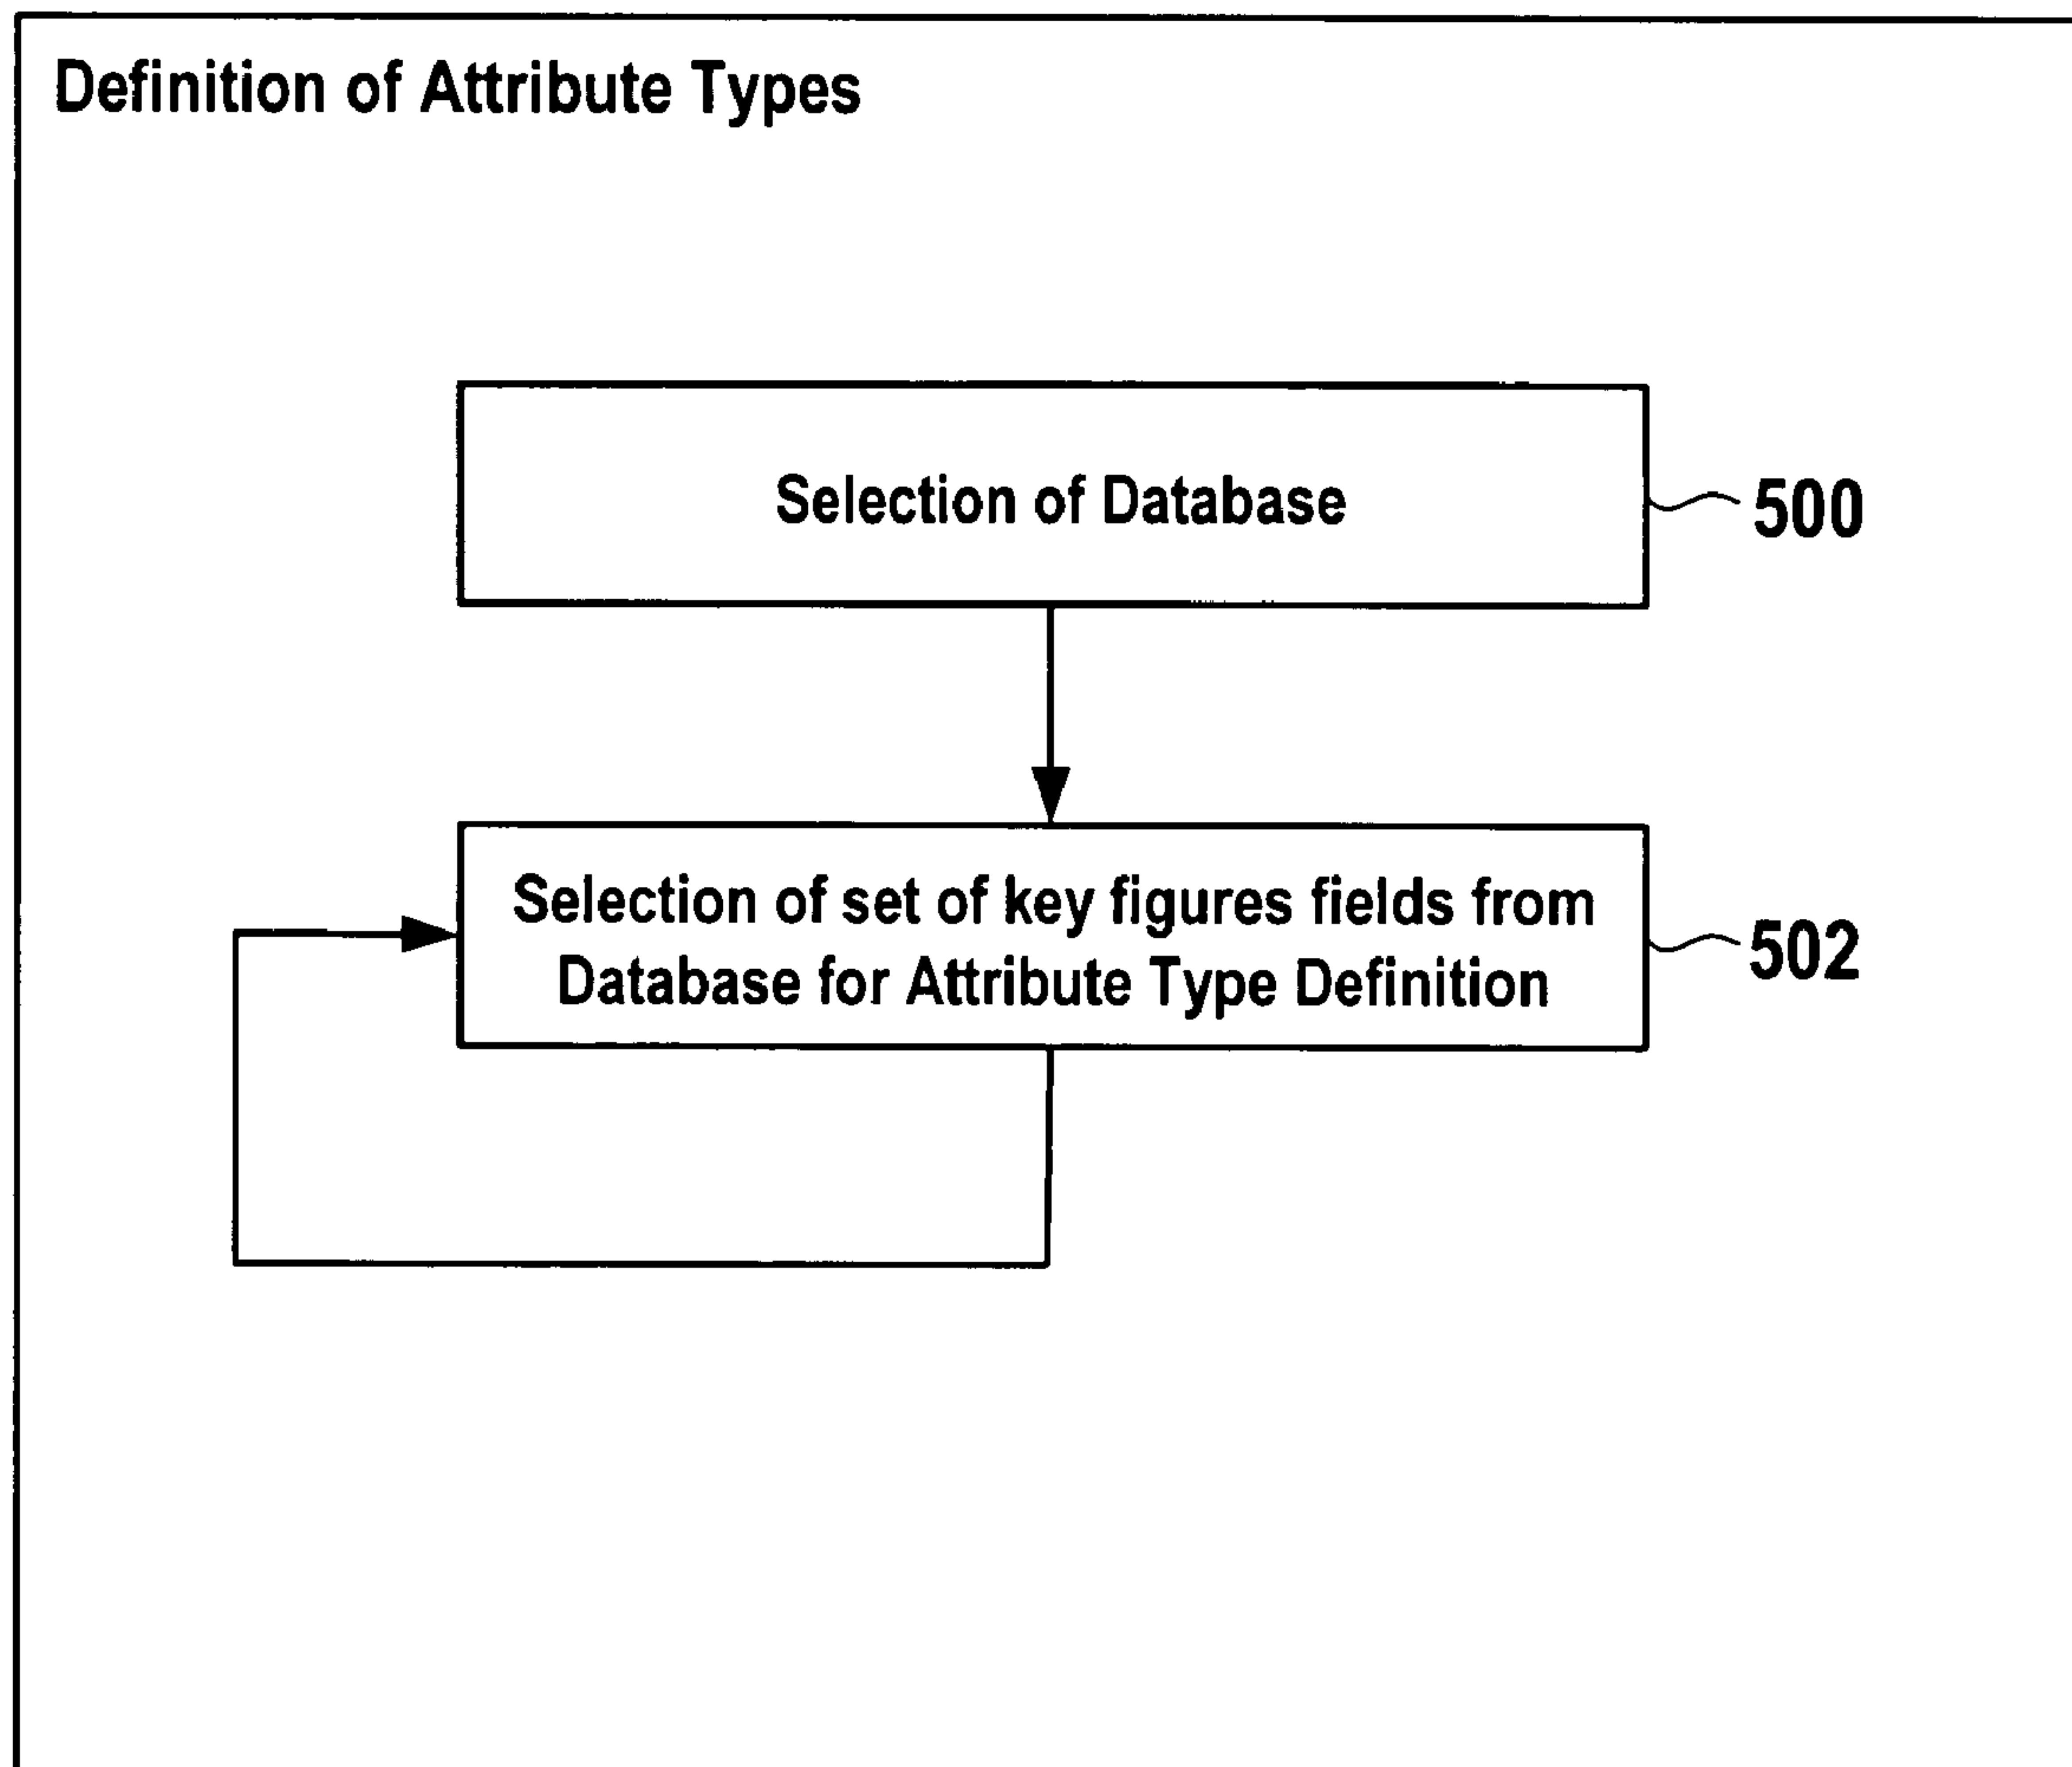 Definition of Attribute Types
Selection of Database
500
Selection of set of key figures fields from
Database for Attribute Type Definition
502